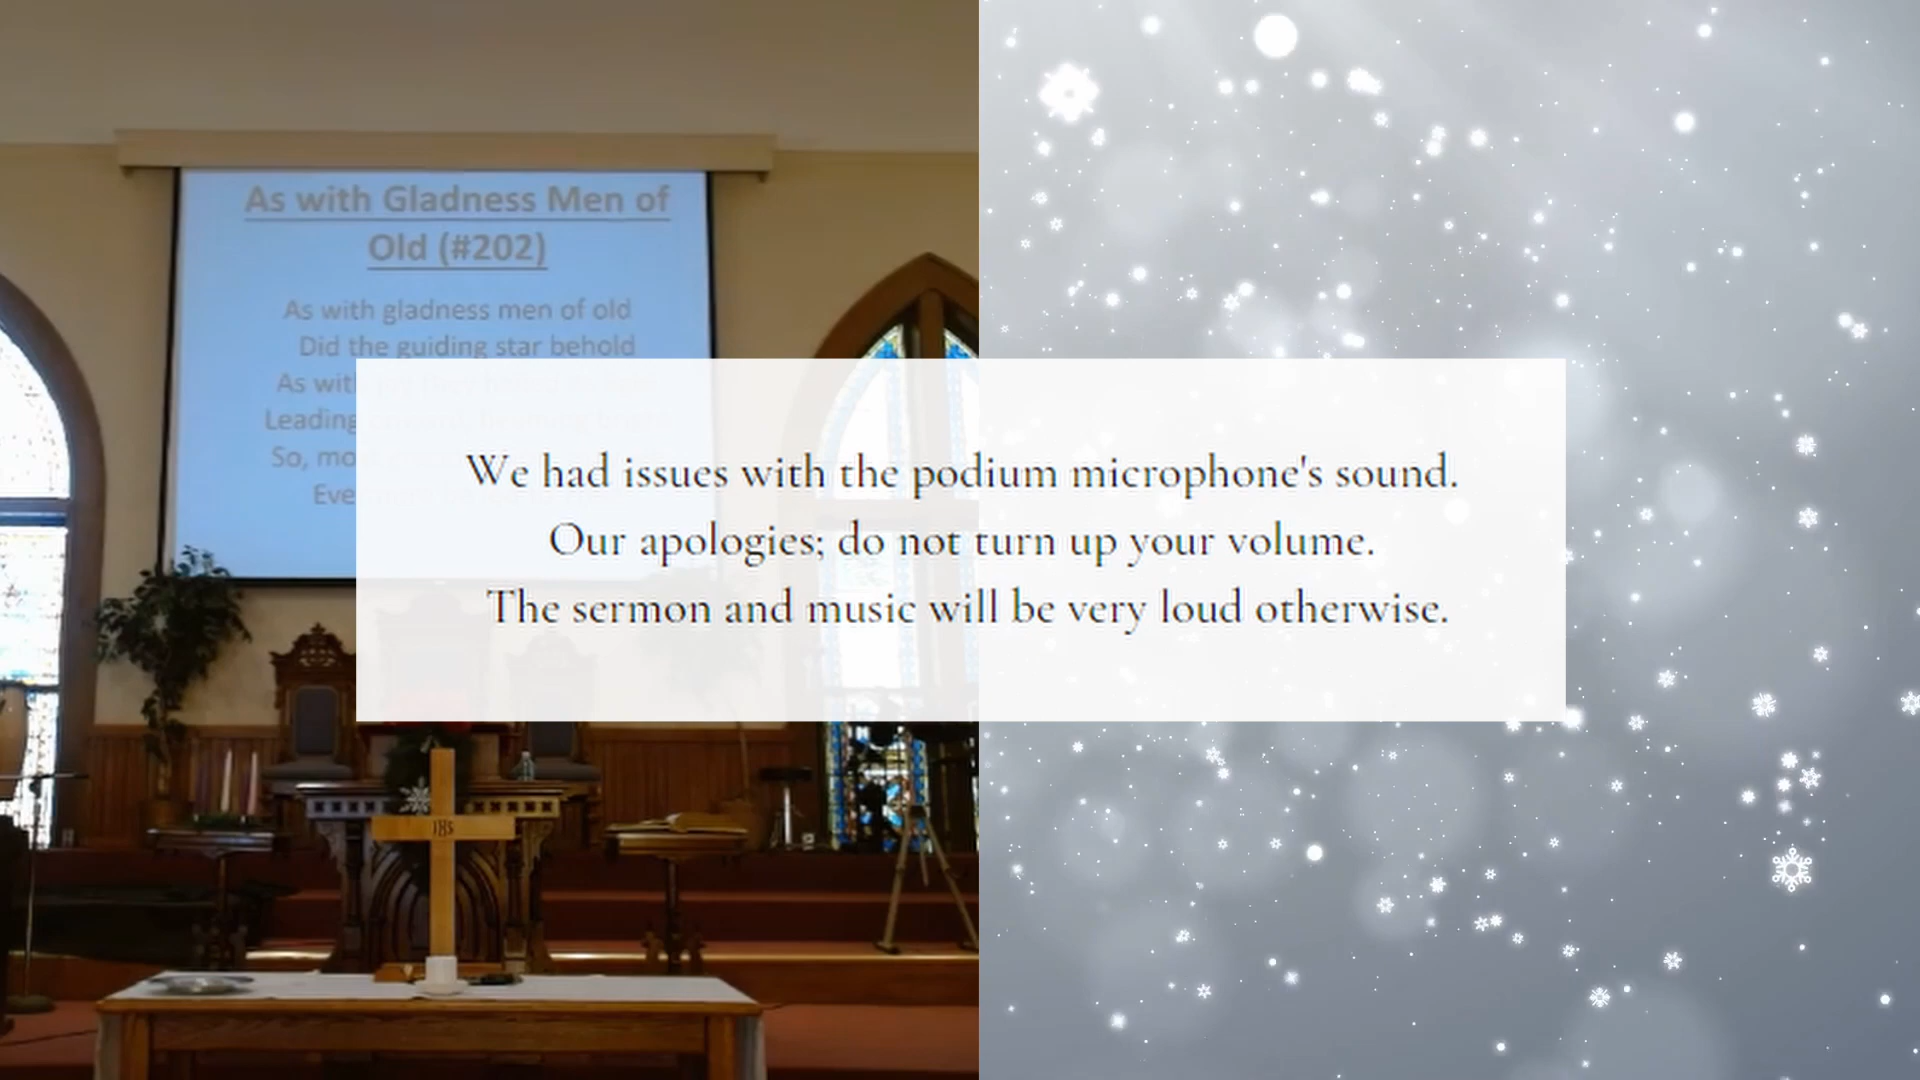 As with Gladness Men of
Old (#202)
As with gladness men of old
Did the guiding star behold
As with
Leading
So, mo
We had issues with the podium microphone's sound.
Our apologies; do not turn up your volume.
The sermon and music will be very loud otherwise.
IHS